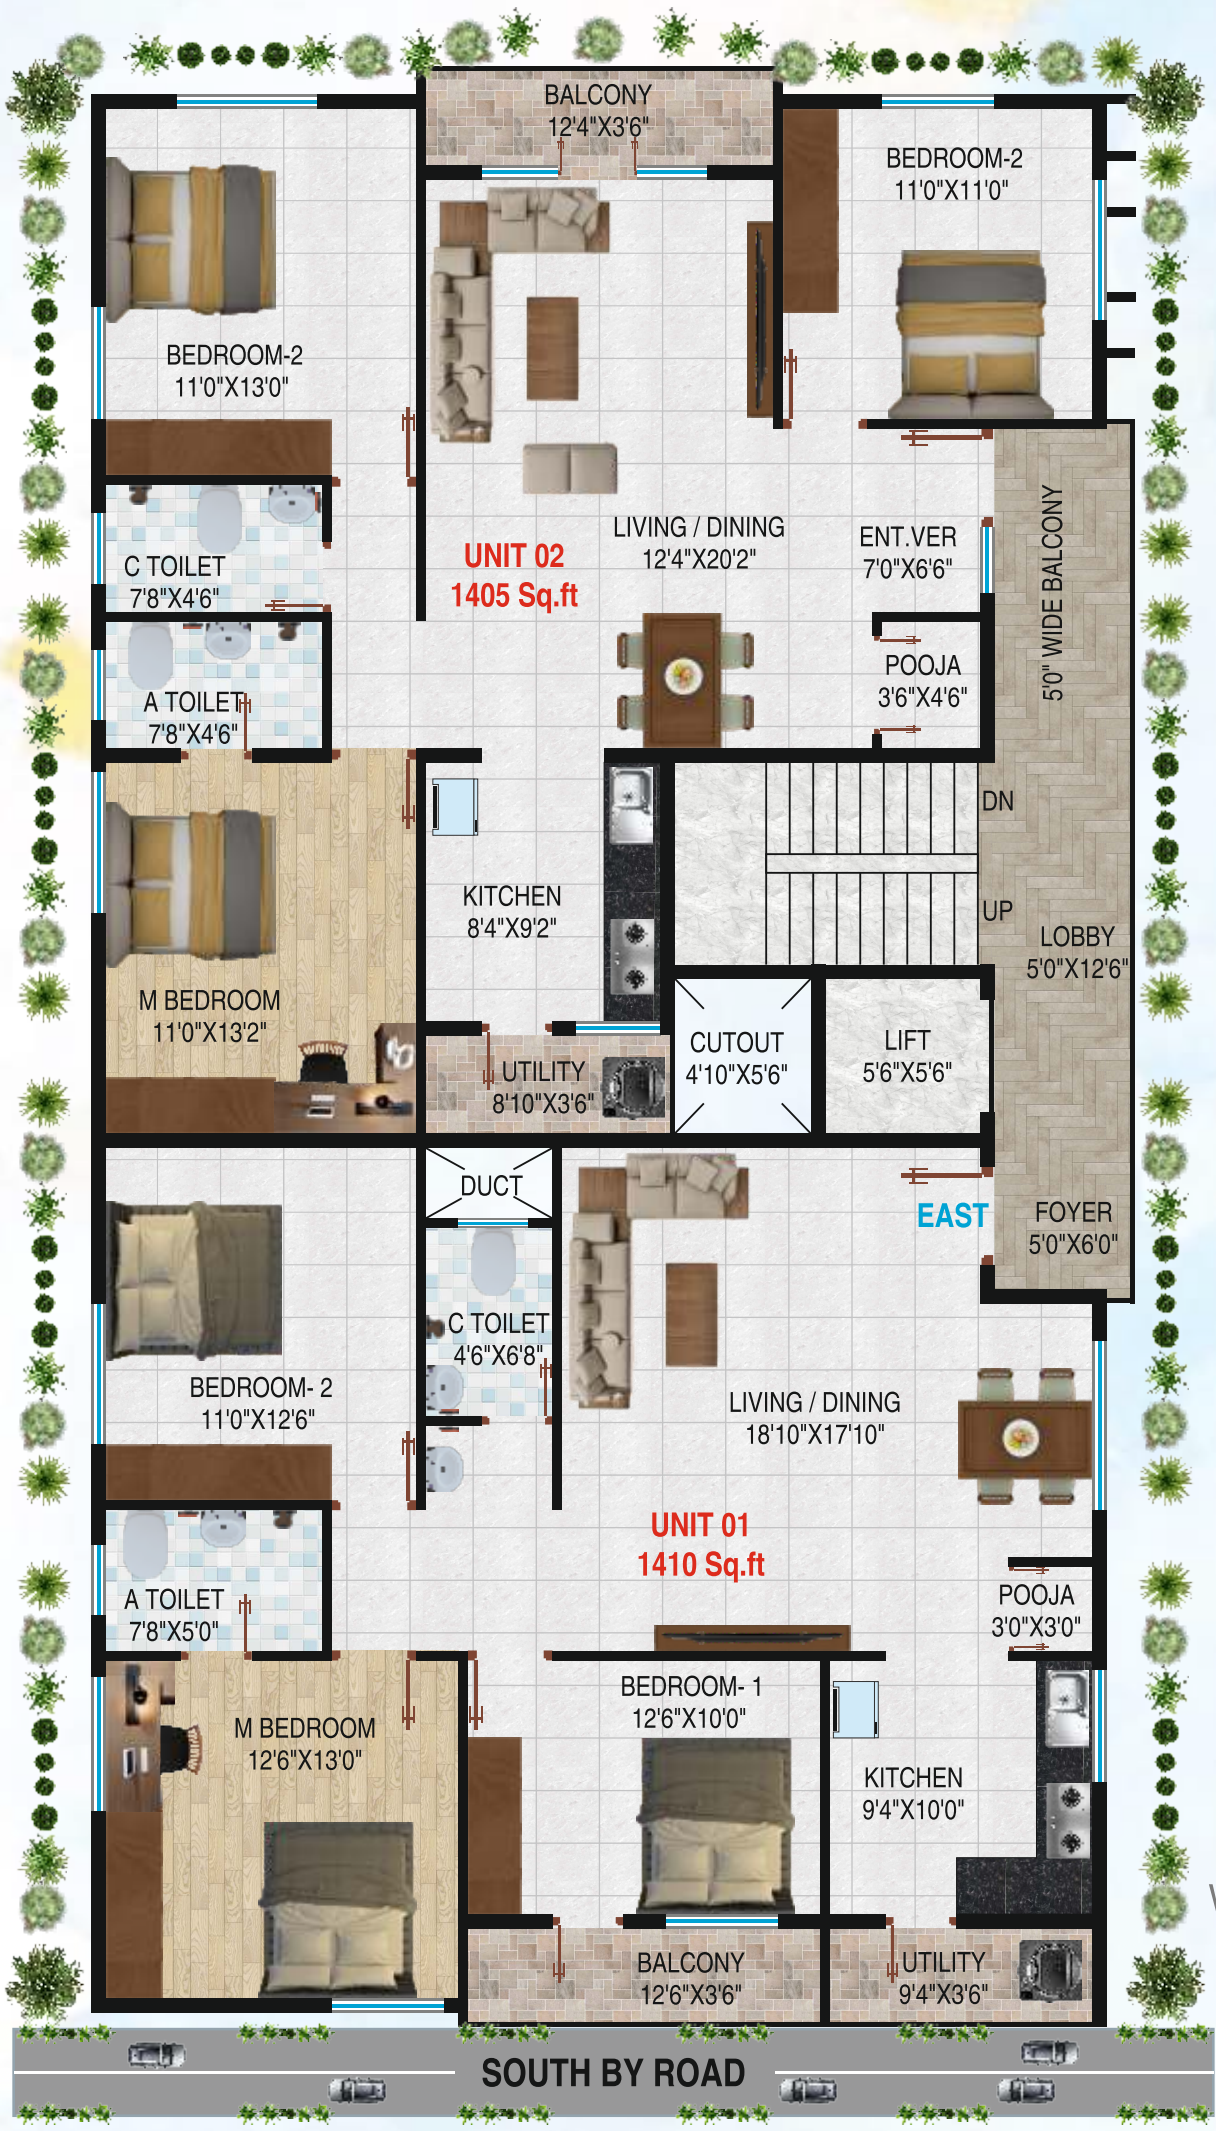 BALCONY
12'4"X3'6"
BEDROOM-2
11'0"X11'0"
BEDROOM-2
11'0"X13'0"
LIVING / DINING
12'4"X20'2"
ENT.VER
7'0"X6'6"
5'0" WIDE BALCONY
UNIT 02
1405 Sq.ft
C TOILET
7'8"X4'6"
A TOILET
7'8"X4'6"
POOJA
3'6"X4'6"
DN
UP
KITCHEN
8'4"X9'2"
LOBBY
5'0"X12'6"
M BEDROOM
11'0"X13'2"
UTILITY
8'10"X3'6"
CUTOUT
4'10"X5'6"
LIFT
5'6"X5'6"
DUCT
EAST
FOYER
5'0"X6'0"
C TOILET
4'6"X6'8"
BEDROOM- 2
11'0"X12'6"
LIVING / DINING
18'10"X17'10"
UNIT 01
1410 Sq.ft
A TOILET
7'8"X5'0"
POOJA
3'0"X3'0"
M BEDROOM
12'6"X13'0"
BEDROOM- 1
12'6"X10'0"
KITCHEN
9'4"X10'0"
BALCONY
12'6"X3'6"
UTILITY
9'4"X3'6"
SOUTH BY ROAD